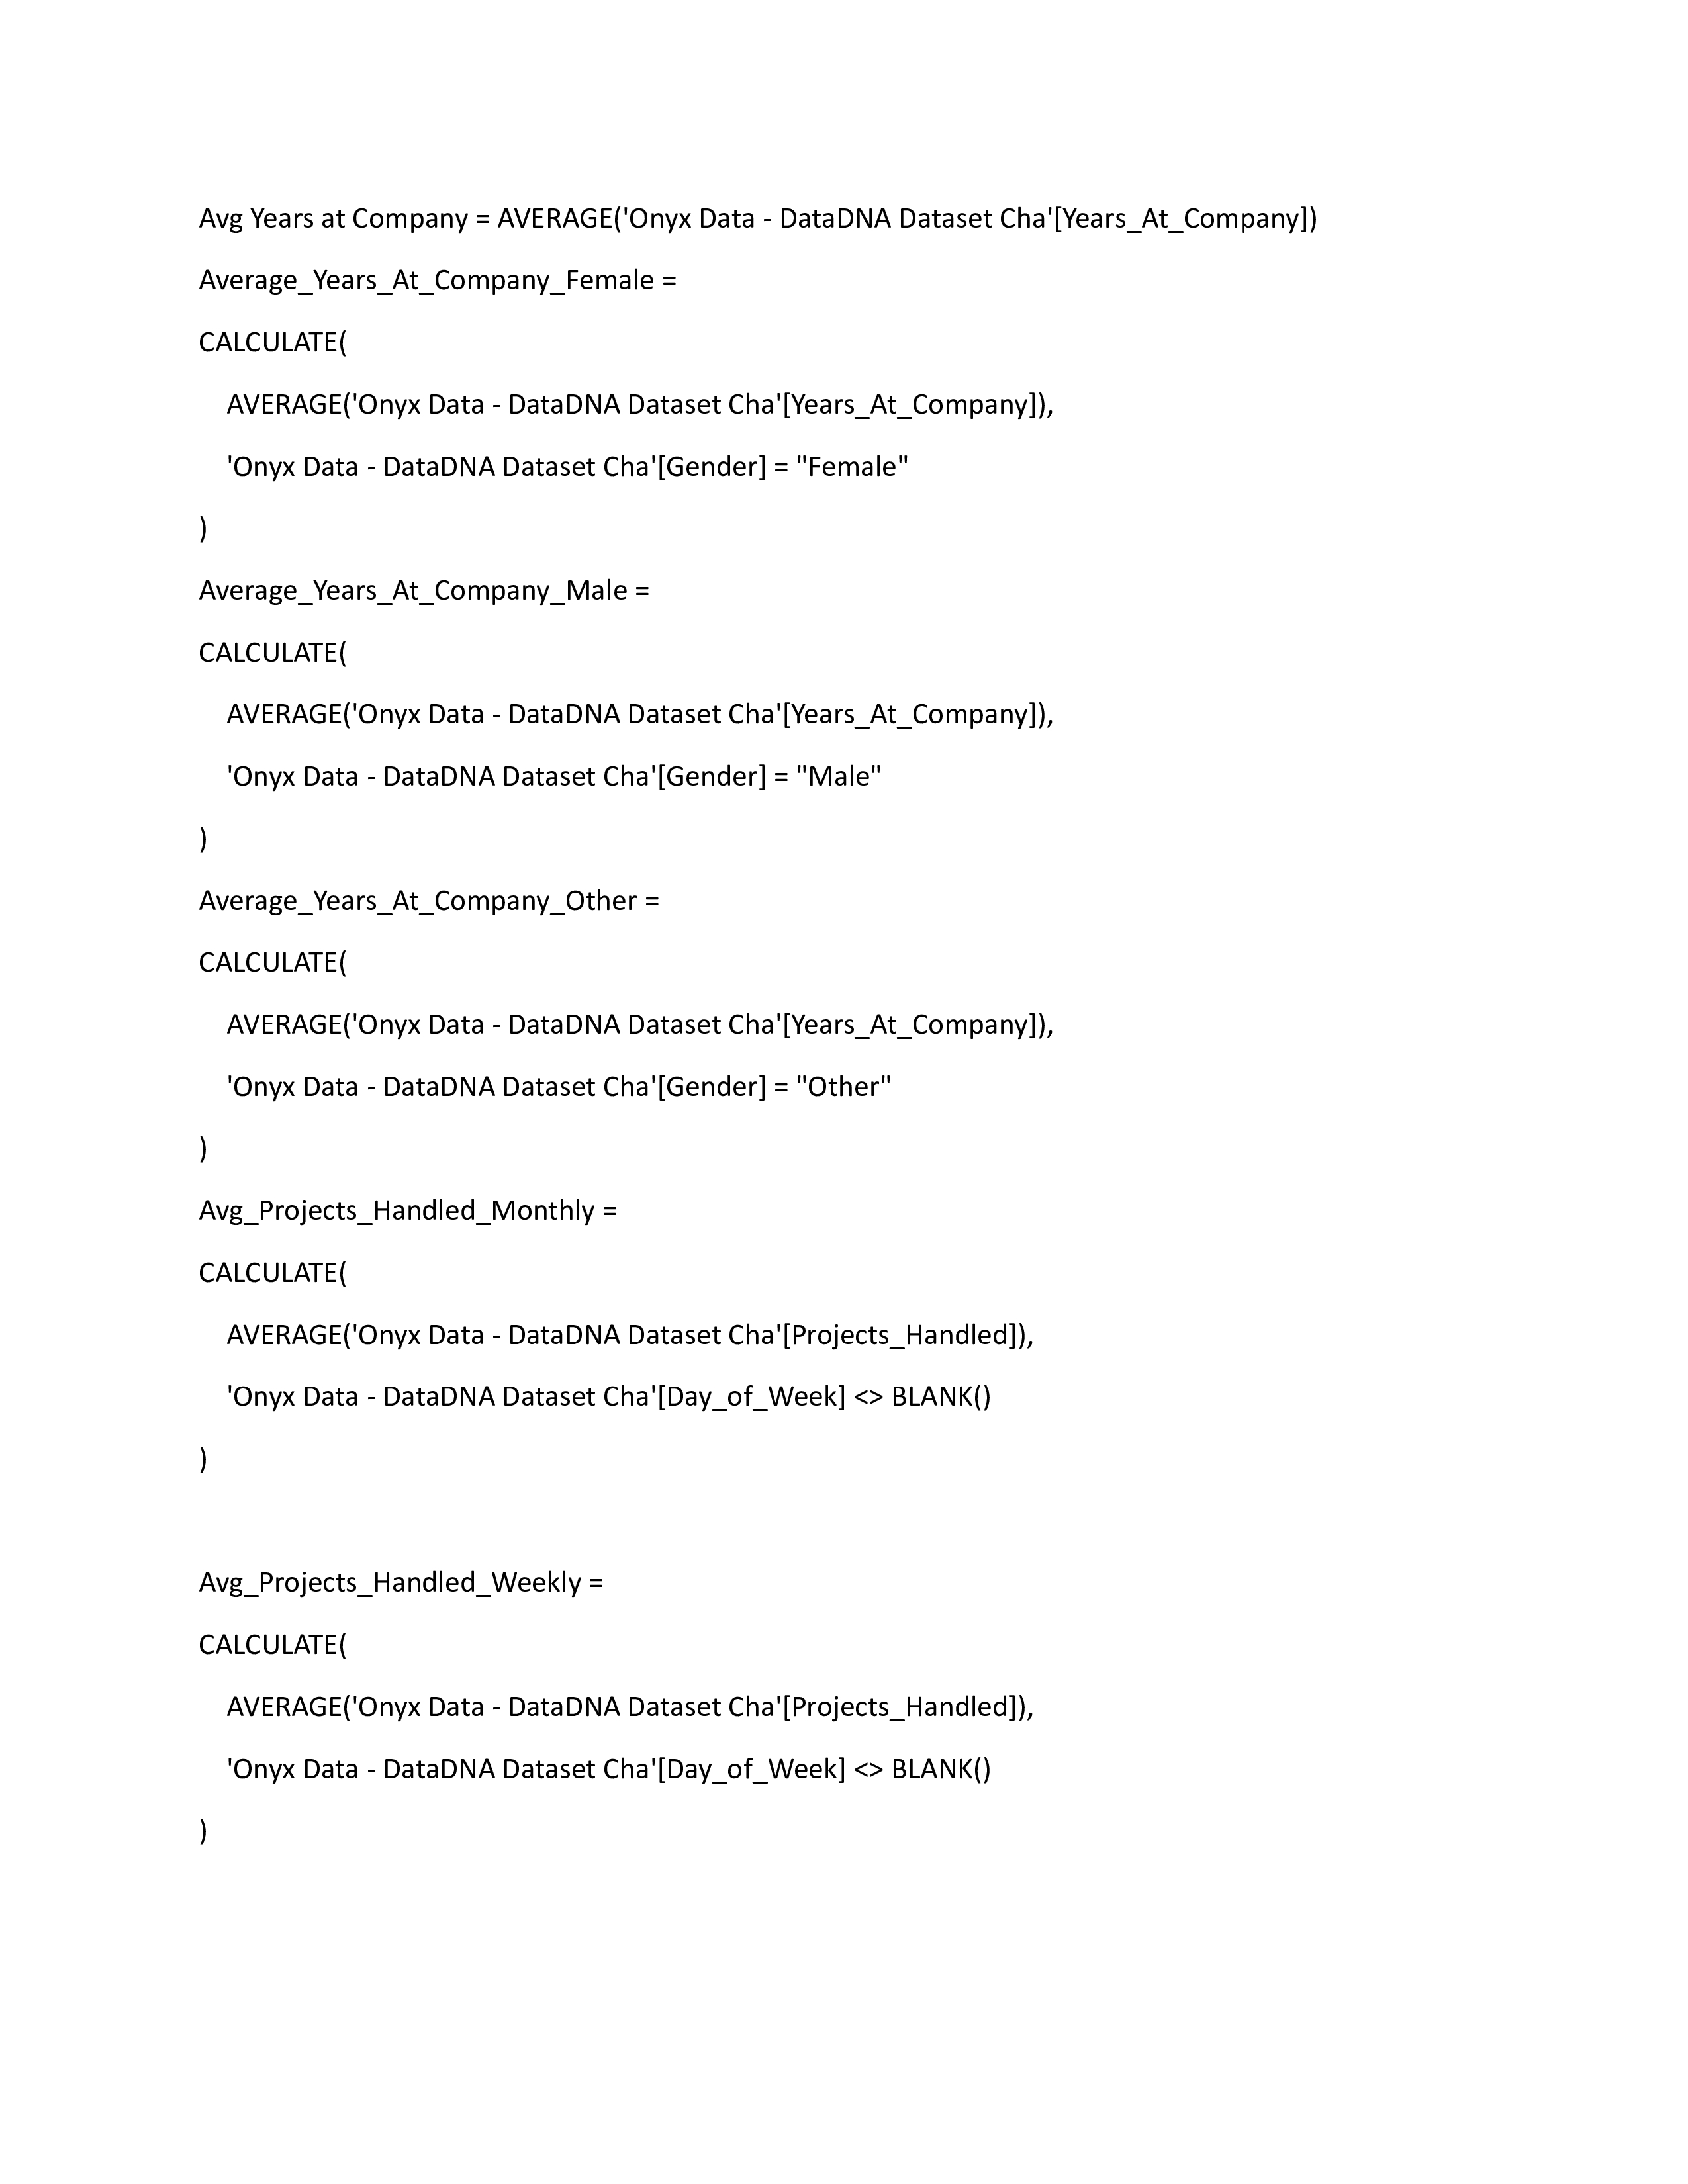 Avg Years at Company = AVERAGE('Onyx Data - DataDNA Dataset Cha'[Years_At_Company])
Average_Years_At_Company_Female =
CALCULATE(
AVERAGE('Onyx Data - DataDNA Dataset Cha'[Years_At_Company]),
'Onyx Data - DataDNA Dataset Cha'[Gender] = "Female"
)
Average_Years_At_Company_Male =
CALCULATE(
AVERAGE('Onyx Data - DataDNA Dataset Cha'[Years_At_Company]),
'Onyx Data - DataDNA Dataset Cha'[Gender] = "Male"
)
Average_Years_At_Company_Other =
CALCULATE(
AVERAGE('Onyx Data - DataDNA Dataset Cha'[Years_At_Company]),
'Onyx Data - DataDNA Dataset Cha'[Gender] = "Other"
)
Avg_Projects_Handled_Monthly =
CALCULATE(
AVERAGE('Onyx Data - DataDNA Dataset Cha'[Projects_Handled]),
'Onyx Data - DataDNA Dataset Cha'[Day_of_Week] <> BLANK()
)
Avg_Projects_Handled_Weekly =
CALCULATE(
AVERAGE('Onyx Data - DataDNA Dataset Cha'[Projects_Handled]),
'Onyx Data - DataDNA Dataset Cha'[Day_of_Week] <> BLANK()
)